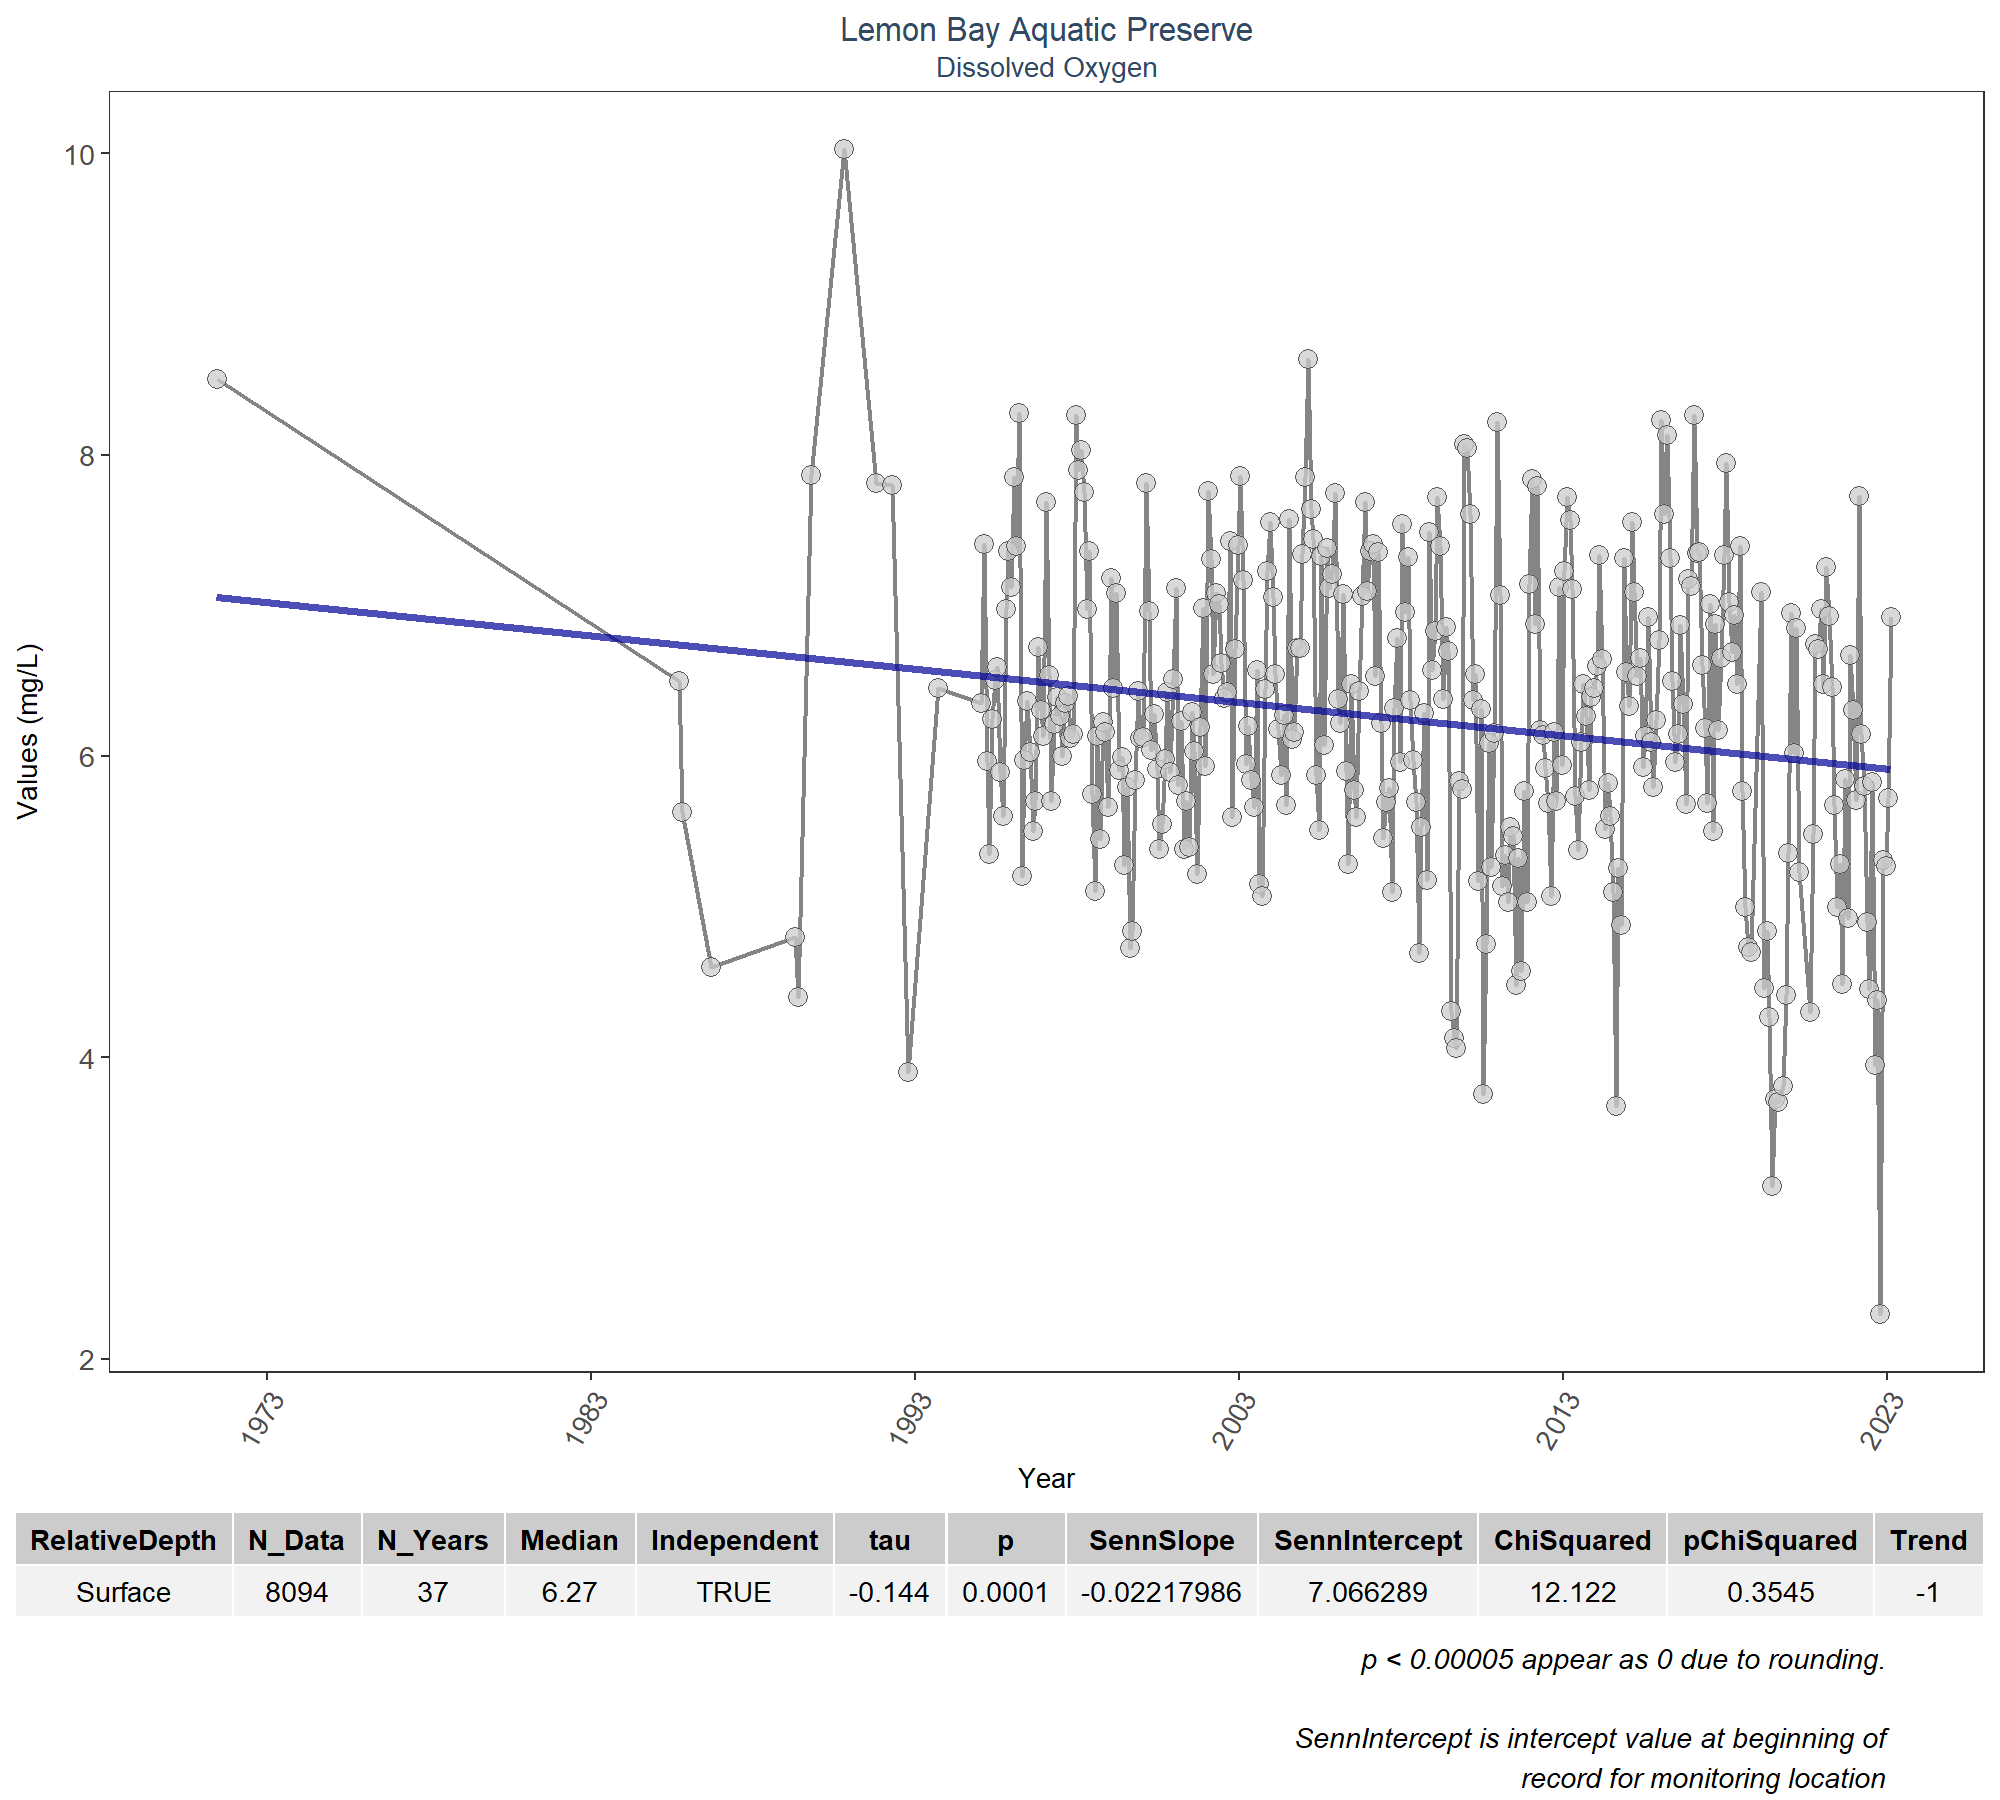 Lemon Bay Aquatic Preserve
Dissolved Oxygen
Values (mg/L)
10
8
6
4
2
1973 1983 1993 2003 2013 2023
Year
RelativeDepth N_Data N_Years Median Independent tau p SennSlope SennIntercept ChiSquared pChiSquared Trend
Surface 8094 37 6.27 TRUE -0.144 0.0001 -0.02217986 7.066289 12.122 0.3545 -1
p < 0.00005 appear as 0 due to rounding.
SennIntercept is intercept value at beginning of
record for monitoring location